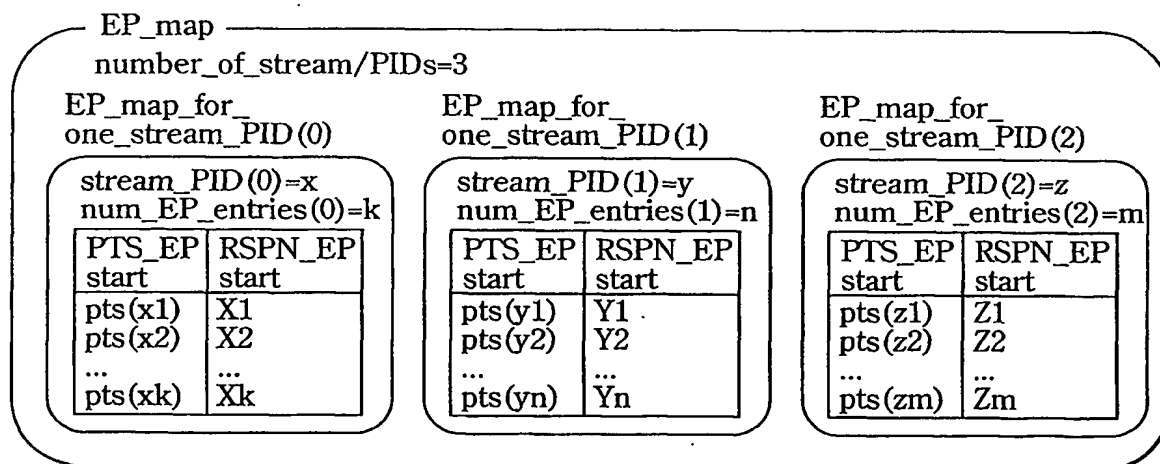 EP_map
number_of_stream/PIDs=3
EP_map_for_
one_stream_PID(0)
stream_PID(0)=x
num_EP_entries(0)=k
PTS_EP RSPN_EP
start start
pts(x1) X1
pts(x2) X2
... ...
pts(xk) Xk
EP_map_for_
one_stream_PID(1)
stream_PID(1)=y
num_EP_entries(1)=n
PTS_EP RSPN_EP
start start
pts(y1) Y1
pts(y2) Y2
... ...
pts(yn) Yn
EP_map_for_
one_stream_PID(2)
stream_PID(2)=z
num_EP_entries(2)=m
PTS_EP RSPN_EP
start start
pts(z1) Z1
pts(z2) Z2
... ...
pts(zm) Zm